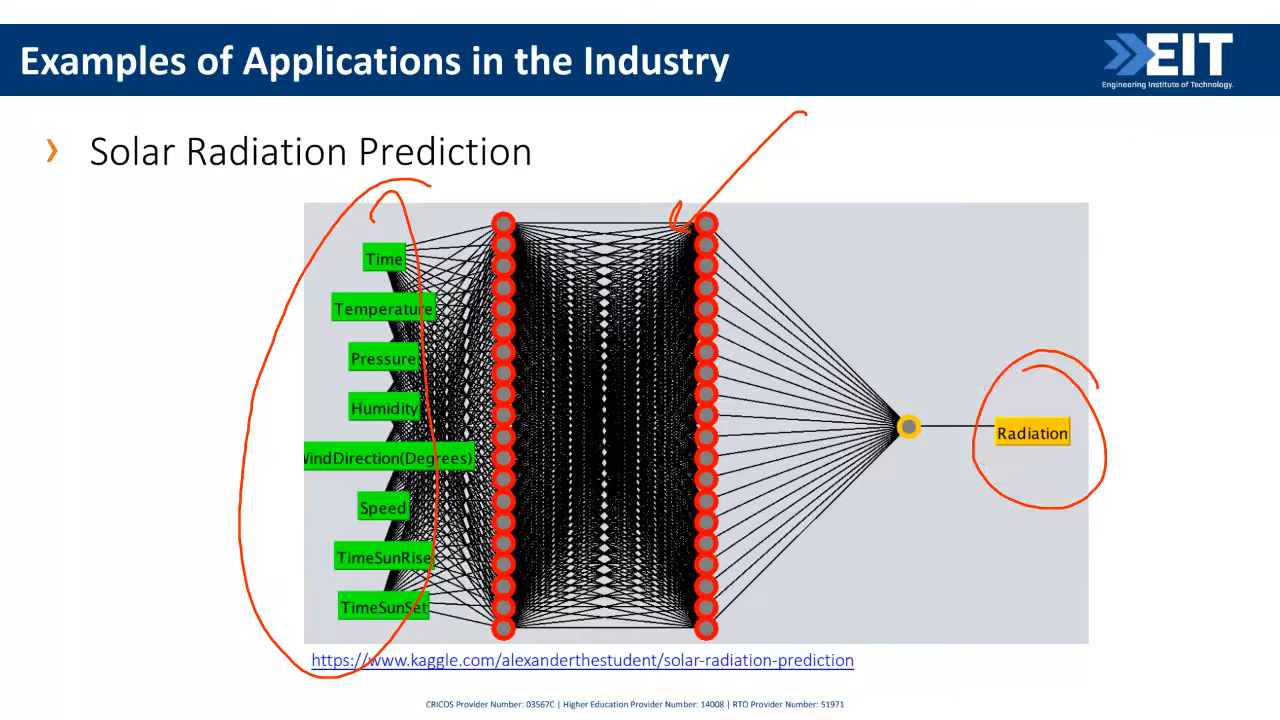 Examples of Applications in the Industry
EIT
Engineering Institute of Technology.
› Solar Radiation Prediction
Time
Temperature
Pressure
Humidity
WindDirection(Degrees)
Speed
TimeSunRise
TimeSunSet
Radiation
https://www.kaggle.com/alexanderthestudent/solar-radiation-prediction
CRICOS Provider Number: 03567C | Higher Education Provider Number: 14008 | RTO Provider Number: 51971